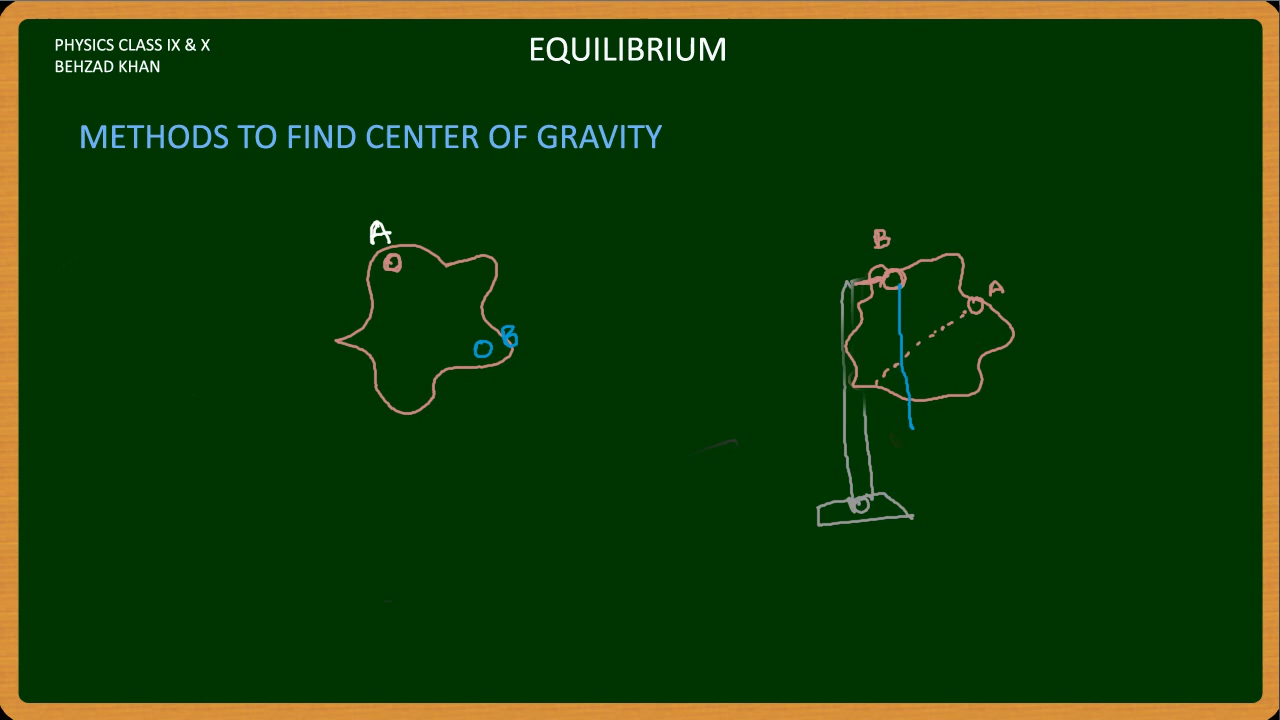 PHYSICS CLASS IX & X
BEHZAD KHAN
EQUILIBRIUM
METHODS TO FIND CENTER OF GRAVITY
A
B
B
A